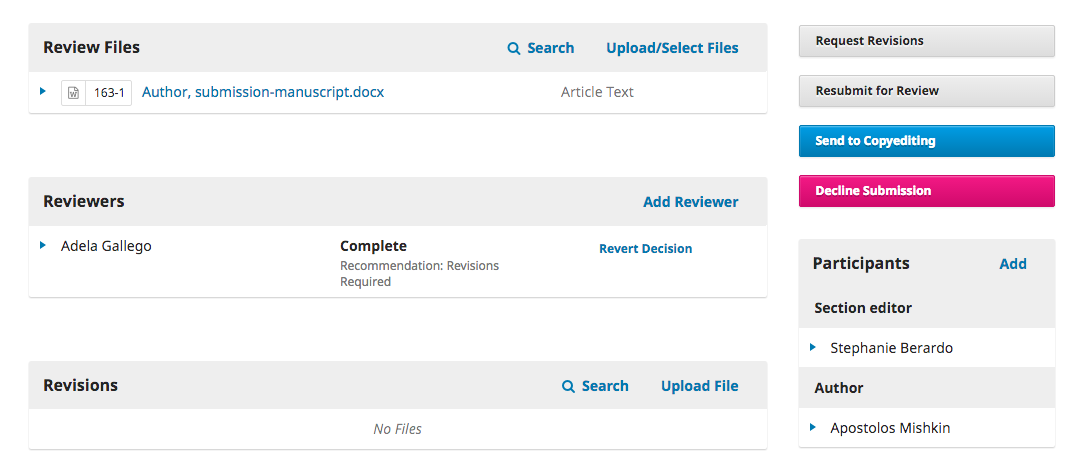 Review Files Search Upload/Select Files
163-1 Author, submission-manuscript.docx Article Text
Reviewers Add Reviewer
Adela Gallego Complete Revert Decision
Recommendation: Revisions
Required
Revisions Search Upload File
No Files
Request Revisions
Resubmit for Review
Send to Copyediting
Decline Submission
Participants Add
Section editor
Stephanie Berardo
Author
Apostolos Mishkin